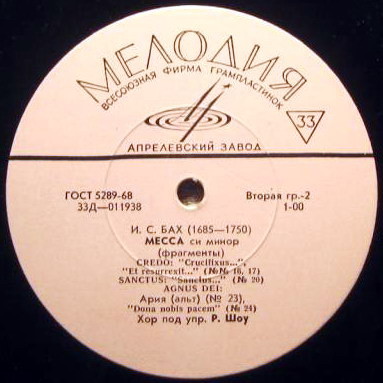 МЕЛОДИЯ
ВСЕСОЮЗНАЯ ФИРМА ГРАМПЛАСТИНОК
33
АПРЕЛЕВСКИЙ ЗАВОД
ГОСТ 5289-68
33Д—011938
Вторая гр.-2
1-00
И. С. БАХ (1685—1750)
МЕССА си минор
(фрагменты)
CREDO: "Crucifixus...",
"Et resurrexit..." (№№ 16, 17)
SANCTUS: "Sanctus..." (№ 20)
AGNUS DEI:
Ария (альт) (№ 23),
"Dona nobis pacem" (№ 24)
Хор под упр. Р. Шоу